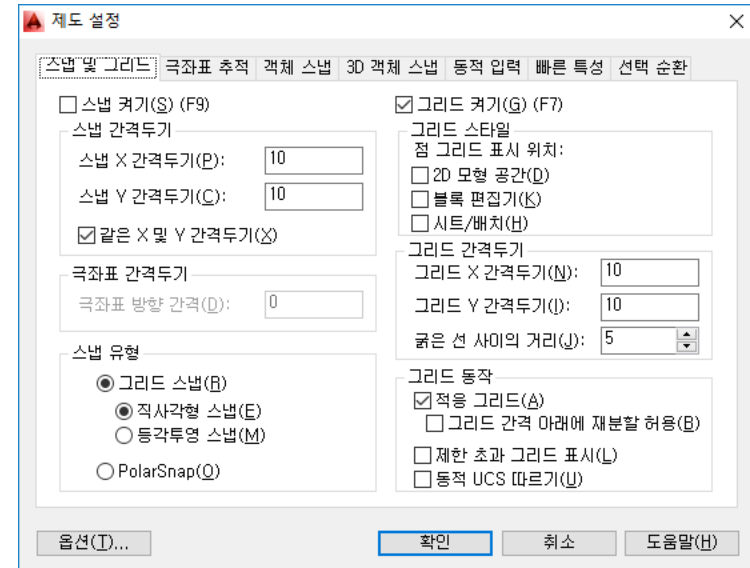 제도 설정
스냅 및 그리드 극좌표 추적 객체 스냅 3D 객체 스냅 동적 입력 빠른 특성 선택 순환
스냅 켜기(S) (F9)
스냅 간격두기
스냅 X 간격두기(P): 10
스냅 Y 간격두기(C): 10
같은 X 및 Y 간격두기(X)
극좌표 간격두기
극좌표 방향 간격(D): 0
스냅 유형
그리드 스냅(R)
직사각형 스냅(E)
등각투영 스냅(M)
PolarSnap(O)
그리드 켜기(G) (F7)
그리드 스타일
점 그리드 표시 위치:
2D 모형 공간(D)
블록 편집기(K)
시트/배치(H)
그리드 간격두기
그리드 X 간격두기(N): 10
그리드 Y 간격두기(I): 10
굵은 선 사이의 거리(J): 5
그리드 동작
적응 그리드(A)
그리드 간격 아래에 재분할 허용(B)
제한 초과 그리드 표시(L)
동적 UCS 따르기(U)
옵션(T)... 확인 취소 도움말(H)